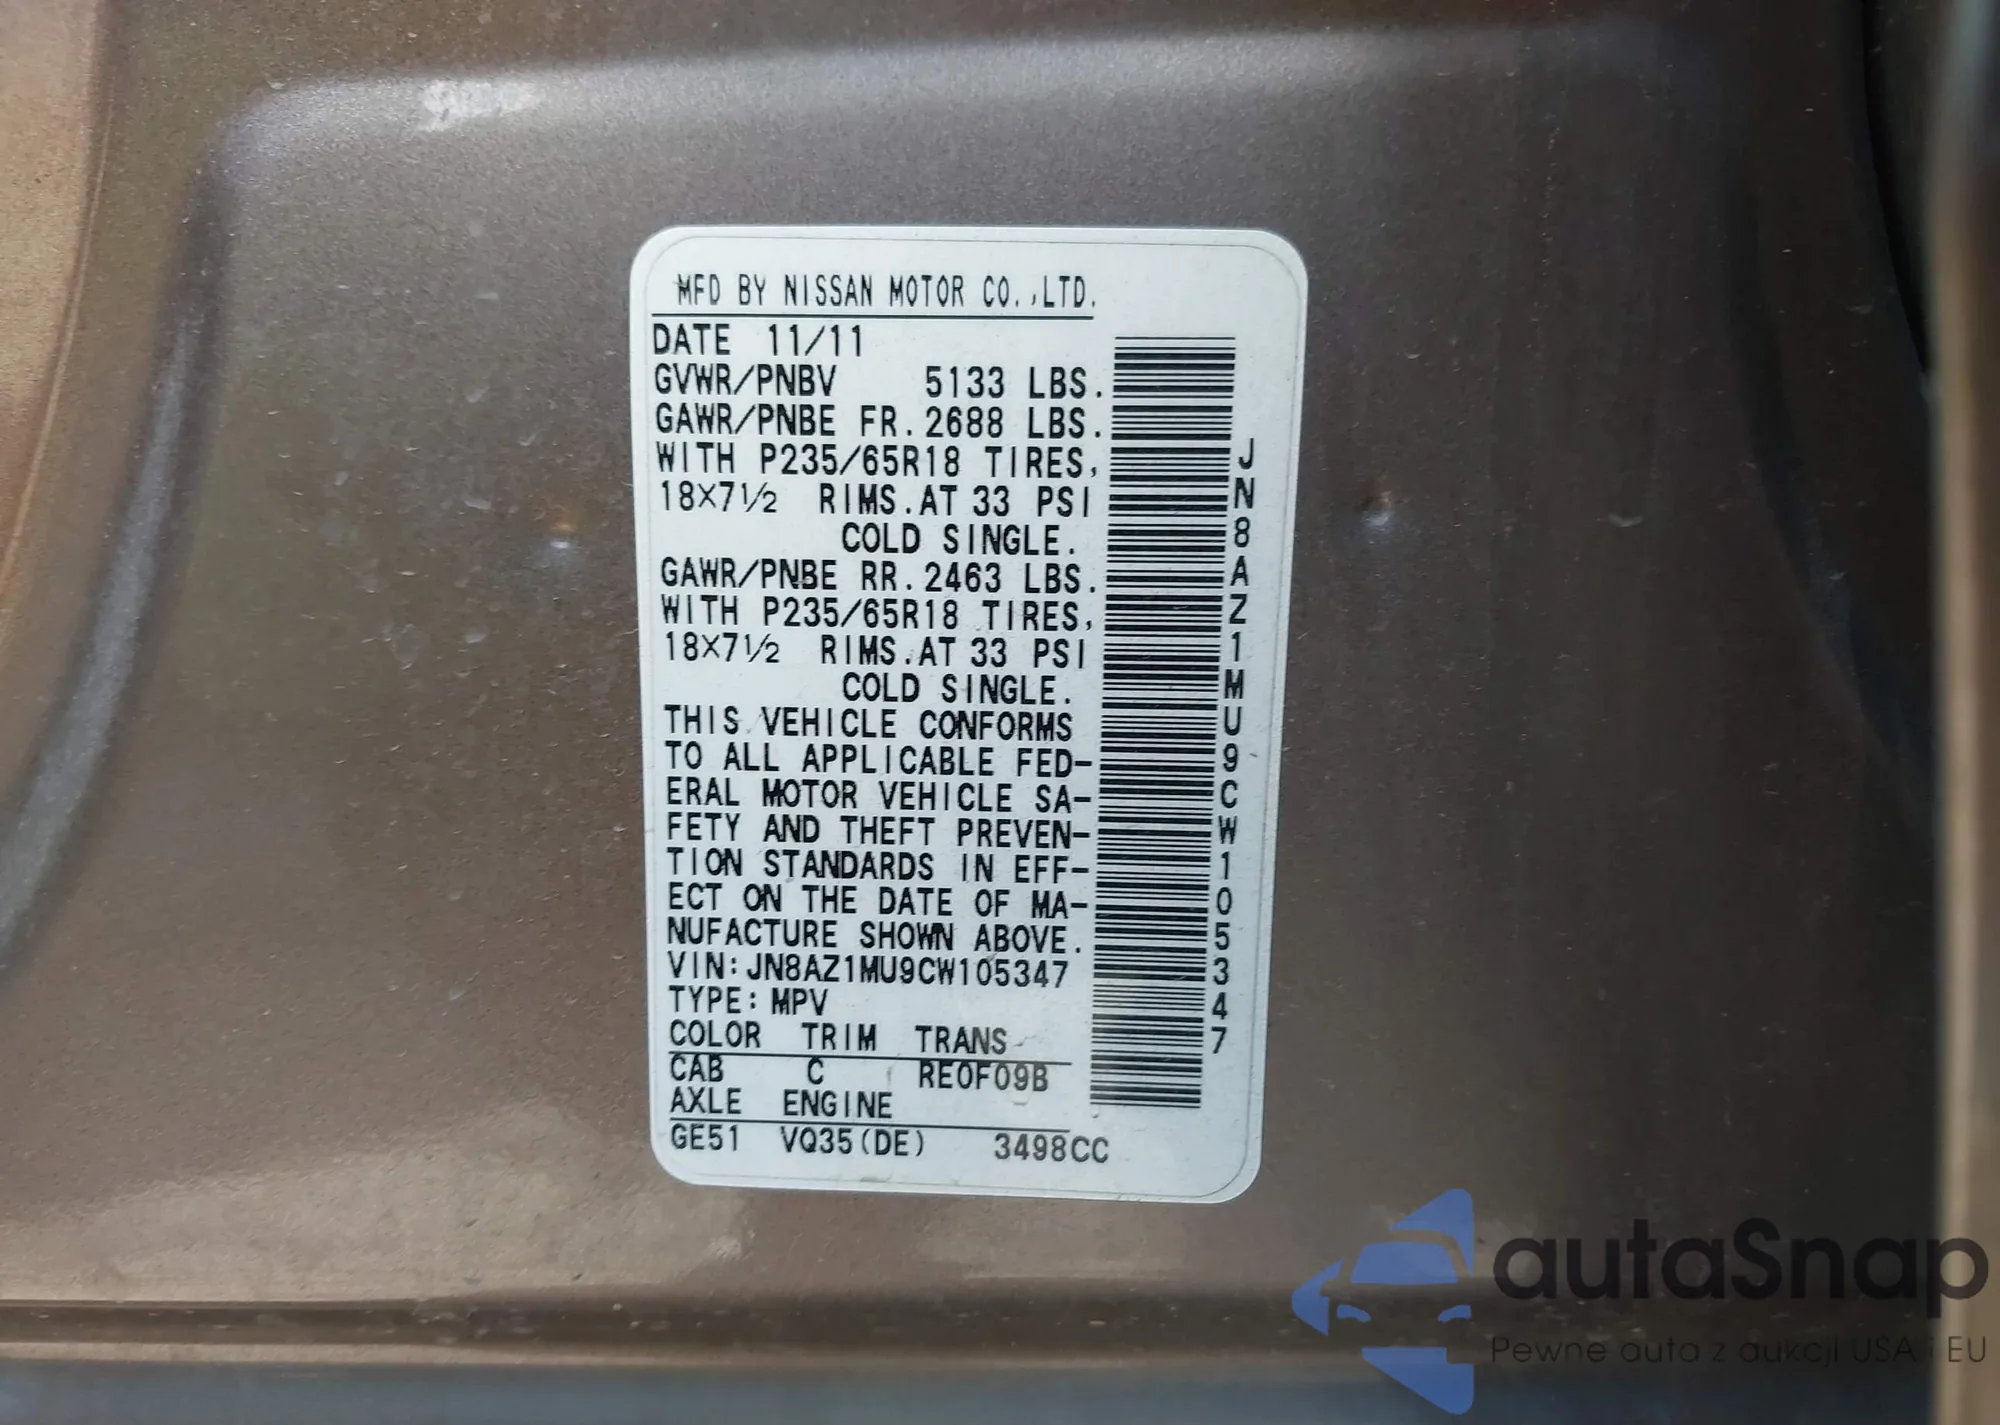 MFD BY NISSAN MOTOR CO.,LTD.
DATE 11/11
GVWR/PNBV 5133 LBS.
GAWR/PNBE FR. 2688 LBS.
WITH P235/65R18 TIRES,
18×7½ RIMS. AT 33 PSI
COLD SINGLE.
GAWR/PNBE RR. 2463 LBS.
WITH P235/65R18 TIRES,
18×7½ RIMS. AT 33 PSI
COLD SINGLE.
THIS VEHICLE CONFORMS
TO ALL APPLICABLE FED-
ERAL MOTOR VEHICLE SA-
FETY AND THEFT PREVEN-
TION STANDARDS IN EFF-
ECT ON THE DATE OF MA-
NUFACTURE SHOWN ABOVE.
VIN: JN8AZ1MU9CW105347
TYPE: MPV
COLOR TRIM TRANS
CAB C RE0F09B
AXLE ENGINE
GE51 VQ35(DE) 3498CC
JN8AZ1MU9CW105347
autaSnap
Pewne auta z aukcji USA i EU